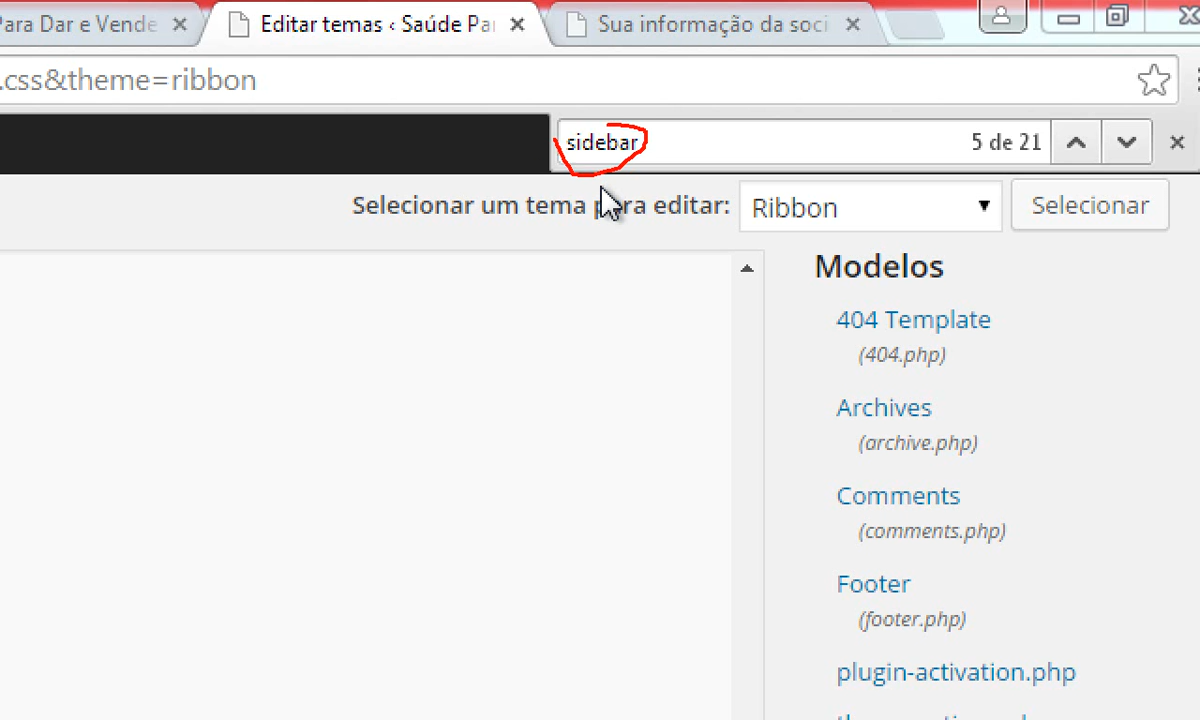 Para Dar e Vende
Editar temas ‹ Saúde Par
Sua informação da soci
.css&theme=ribbon
sidebar
5 de 21
Selecionar um tema para editar:
Ribbon
Selecionar
Modelos
404 Template
(404.php)
Archives
(archive.php)
Comments
(comments.php)
Footer
(footer.php)
plugin-activation.php